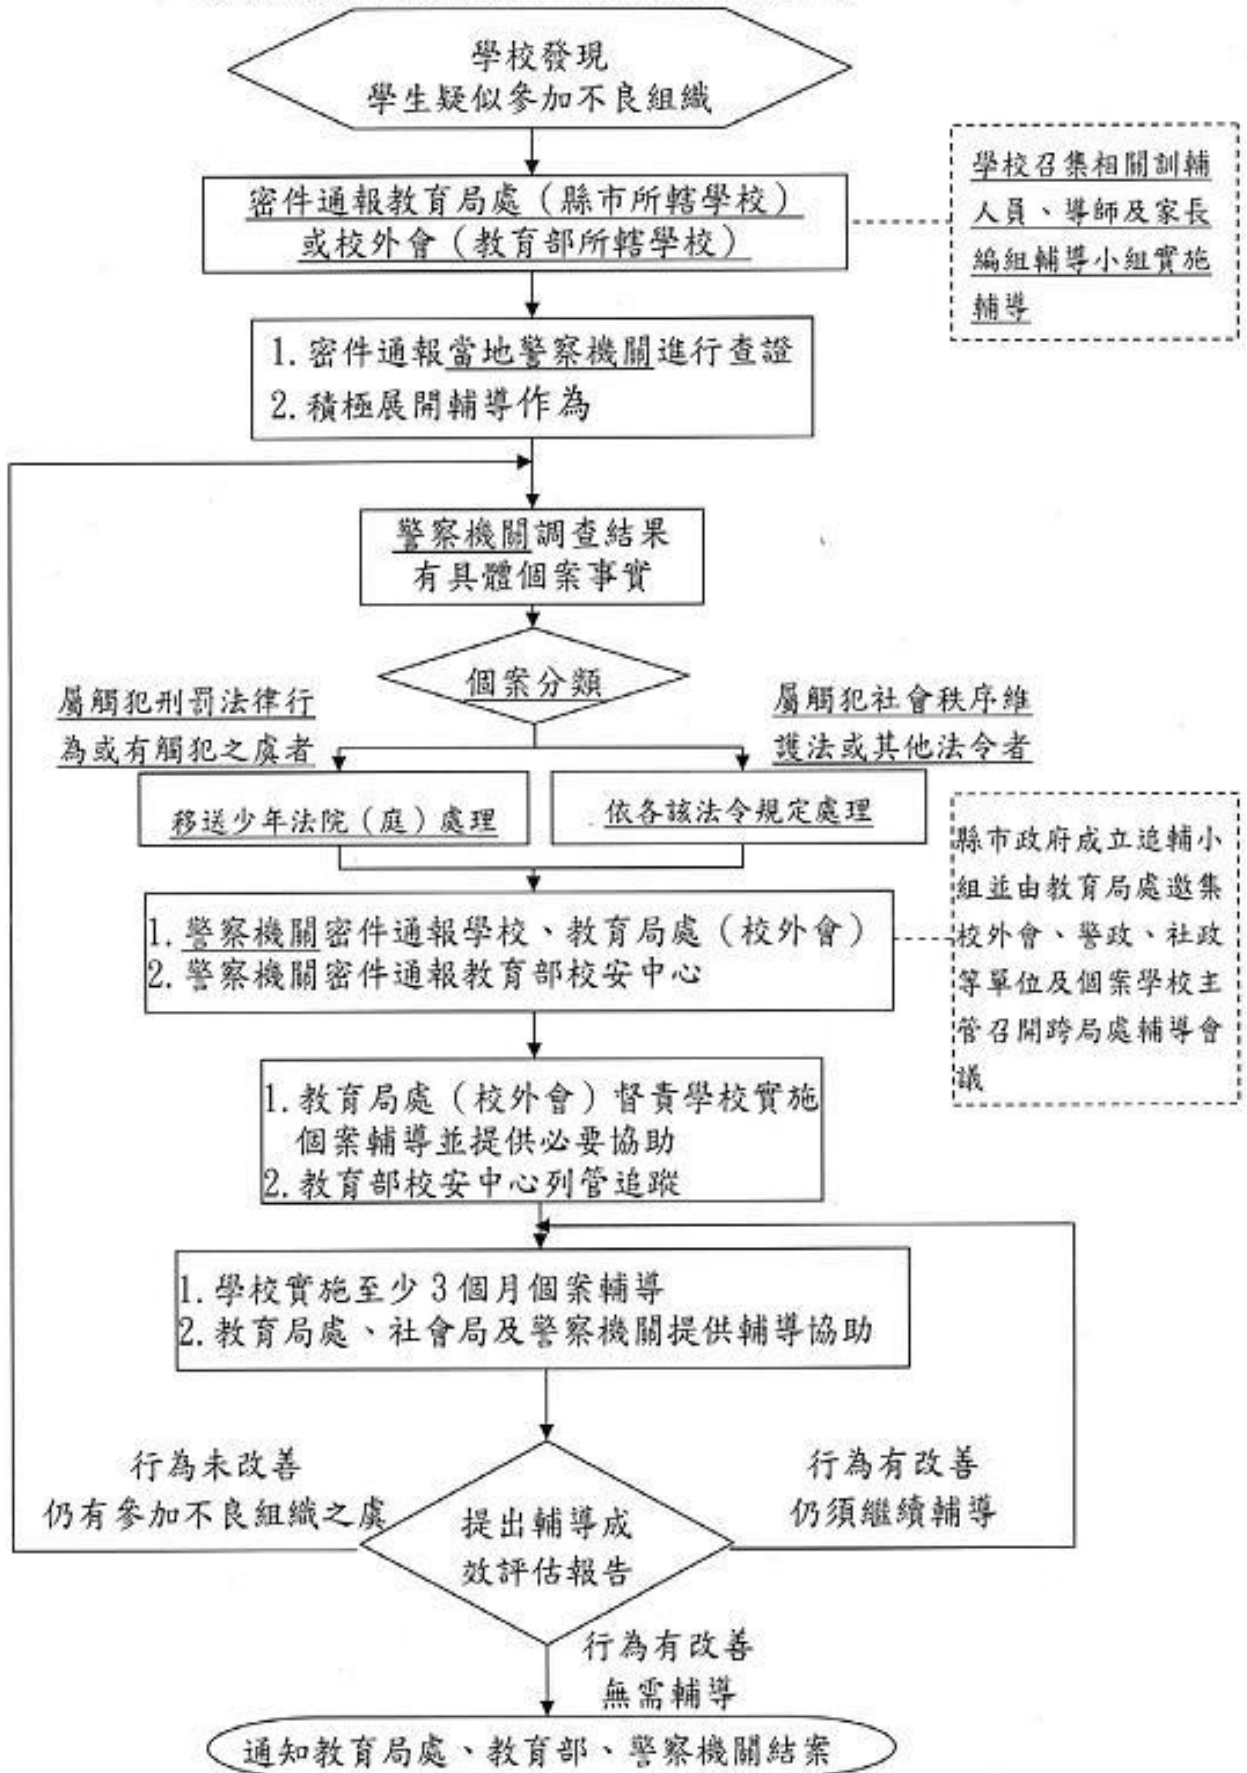 學校發現
學生疑似參加不良組織
密件通報教育局處（縣市所轄學校）
或校外會（教育部所轄學校）
學校召集相關訓輔
人員、導師及家長
編組輔導小組實施
輔導
1. 密件通報當地警察機關進行查證
2. 積極展開輔導作為
警察機關調查結果
有具體個案事實
個案分類
屬觸犯刑罰法律行
為或有觸犯之虞者
屬觸犯社會秩序維
護法或其他法令者
移送少年法院（庭）處理
依各該法令規定處理
縣市政府成立追輔小
組並由教育局處邀集
校外會、警政、社政
等單位及個案學校主
管召開跨局處輔導會
議
1. 警察機關密件通報學校、教育局處（校外會）
2. 警察機關密件通報教育部校安中心
1. 教育局處（校外會）督責學校實施
個案輔導並提供必要協助
2. 教育部校安中心列管追蹤
1. 學校實施至少 3 個月個案輔導
2. 教育局處、社會局及警察機關提供輔導協助
行為未改善
仍有參加不良組織之虞
提出輔導成
效評估報告
行為有改善
仍須繼續輔導
行為有改善
無需輔導
通知教育局處、教育部、警察機關結案